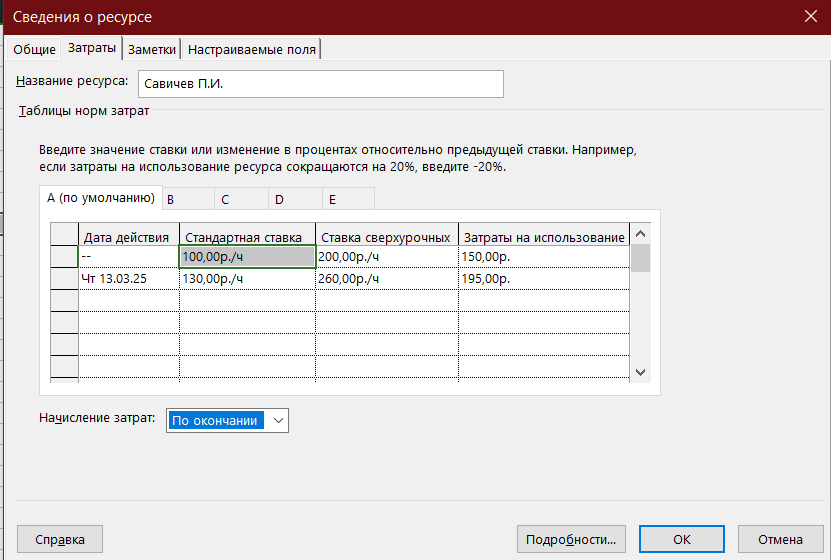 Сведения о ресурсе
Общие Затраты Заметки Настраиваемые поля
Название ресурса: Савичев П.И.
Таблицы норм затрат
Введите значение ставки или изменение в процентах относительно предыдущей ставки. Например,
если затраты на использование ресурса сокращаются на 20%, введите -20%.
A (по умолчанию) B C D E
Дата действия Стандартная ставка Ставка сверхурочных Затраты на использование
-- 100,00р./ч 200,00р./ч 150,00р.
Чт 13.03.25 130,00р./ч 260,00р./ч 195,00р.
Начисление затрат: По окончании
Справка Подробности... ОК Отмена